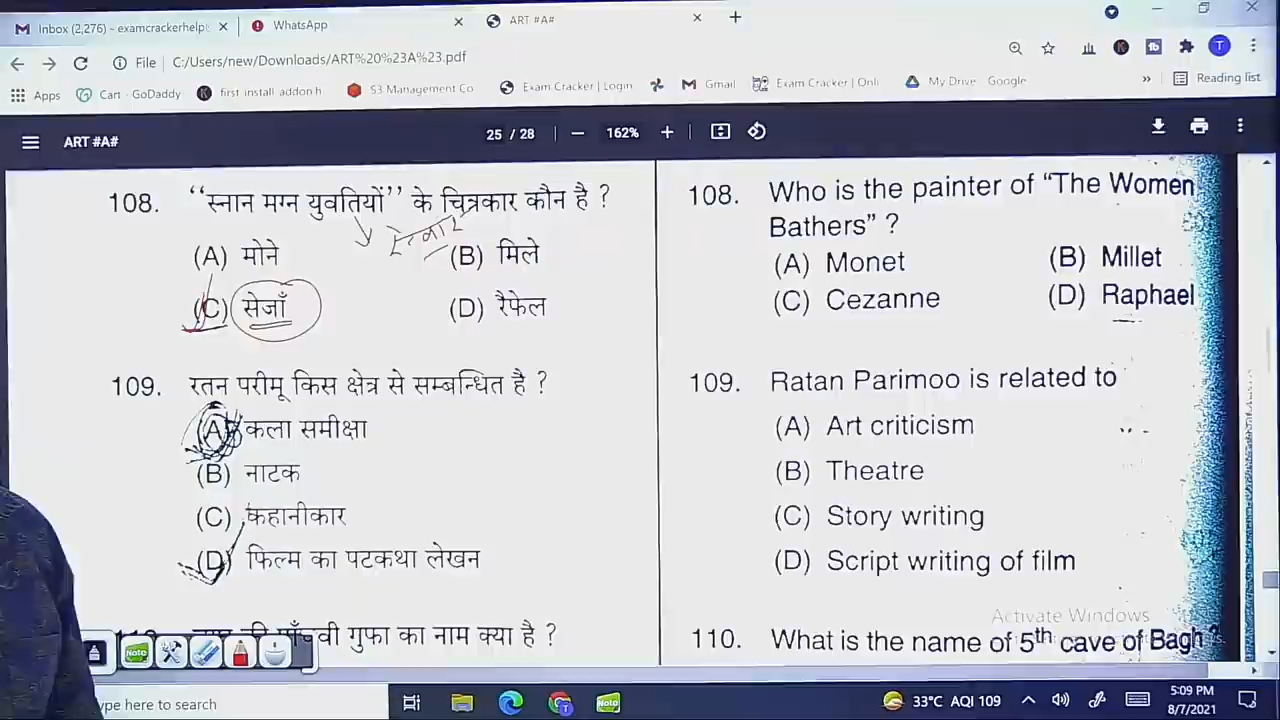 Inbox (2,276) - examcrackerhelp
WhatsApp
ART #A#
File C:/Users/new/Downloads/ART%20%23A%23.pdf
Apps Cart - GoDaddy first install addon h S3 Management Co Exam Cracker | Login Gmail Exam Cracker | Onli My Drive Google Reading list
ART #A# 25 / 28 162%
108. ‘‘स्नान मग्न युवतियों’’ के चित्रकार कौन है ?
(A) मोने (B) मिले
(C) सेजाँ (D) रैफेल
109. रतन परीमू किस क्षेत्र से सम्बन्धित है ?
(A) कला समीक्षा
(B) नाटक
(C) कहानीकार
(D) फिल्म का पटकथा लेखन
गुफा का नाम क्या है ?
108. Who is the painter of “The Women
Bathers” ?
(A) Monet (B) Millet
(C) Cezanne (D) Raphael
109. Ratan Parimoo is related to
(A) Art criticism
(B) Theatre
(C) Story writing
(D) Script writing of film
Activate Windows
110. What is the name of 5th cave of Bagh
Note
ype here to search
Note
33°C AQI 109
5:09 PM
8/7/2021